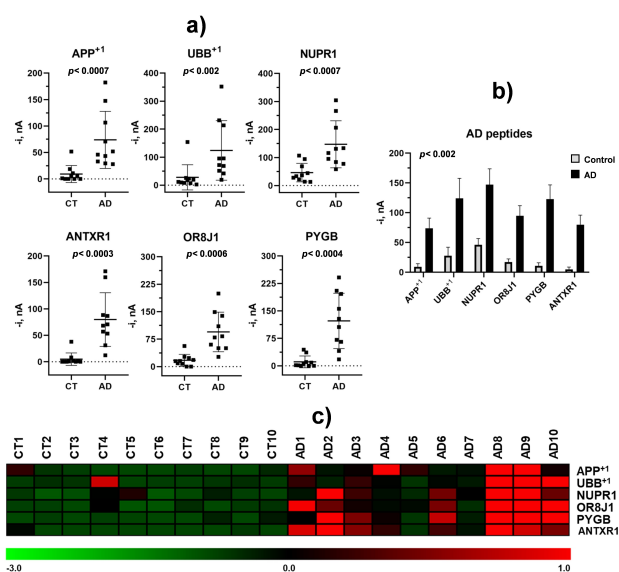 a)
APP+1 UBB+1 NUPR1
p< 0.0007 p< 0.002 p< 0.0007
-i, nA -i, nA -i, nA
200 400 400
150 300 300
100 200 200
50 100 100
0 0 0
CT AD CT AD CT AD
ANTXR1 OR8J1 PYGB
p< 0.0003 p< 0.0006 p< 0.0004
-i, nA -i, nA -i, nA
200 300 300
150 225 225
100 150 150
50 75 75
0 0 0
CT AD CT AD CT AD
b)
AD peptides
p< 0.002
Control
AD
-i, nA
200
150
100
50
0
APP+1 UBB+1 NUPR1 OR8J1 PYGB ANTXR1
c)
CT1 CT2 CT3 CT4 CT5 CT6 CT7 CT8 CT9 CT10 AD1 AD2 AD3 AD4 AD5 AD6 AD7 AD8 AD9 AD10
APP+1
UBB+1
NUPR1
OR8J1
PYGB
ANTXR1
-3.0 0.0 1.0